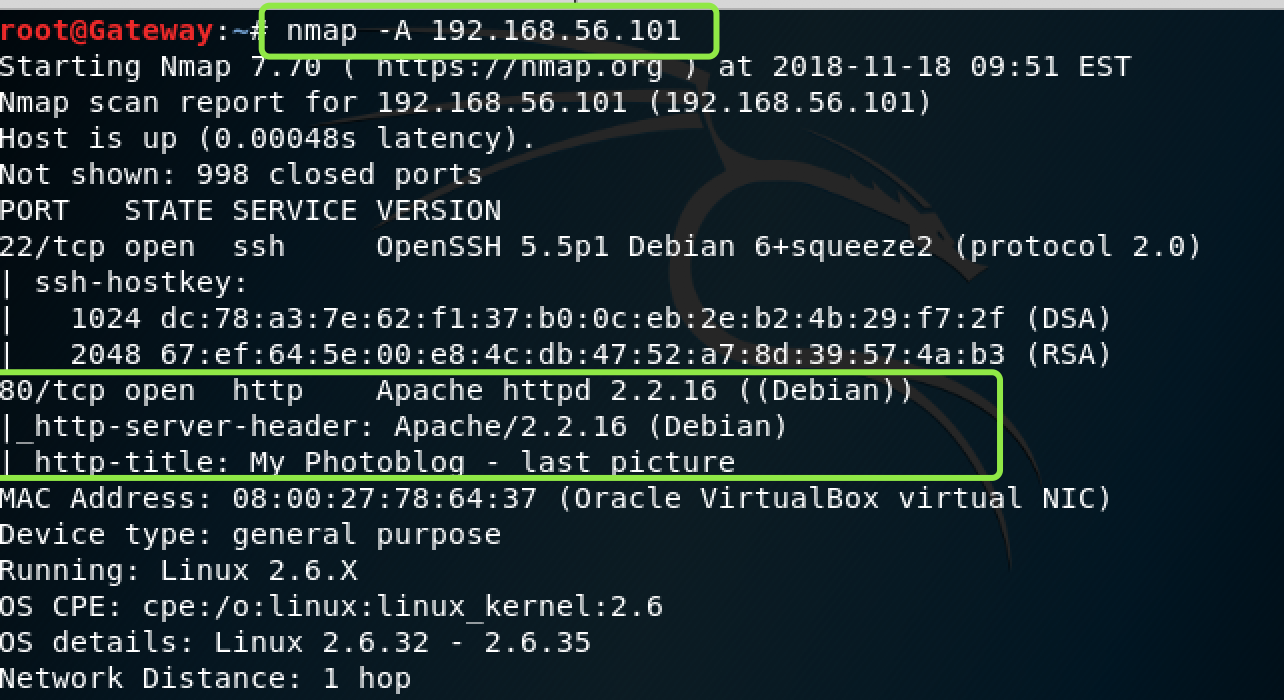 root@Gateway:~# nmap -A 192.168.56.101
Starting Nmap 7.70 ( https://nmap.org ) at 2018-11-18 09:51 EST
Nmap scan report for 192.168.56.101 (192.168.56.101)
Host is up (0.00048s latency).
Not shown: 998 closed ports
PORT   STATE SERVICE VERSION
22/tcp open  ssh     OpenSSH 5.5p1 Debian 6+squeeze2 (protocol 2.0)
| ssh-hostkey:
|   1024 dc:78:a3:7e:62:f1:37:b0:0c:eb:2e:b2:4b:29:f7:2f (DSA)
|   2048 67:ef:64:5e:00:e8:4c:db:47:52:a7:8d:39:57:4a:b3 (RSA)
80/tcp open  http    Apache httpd 2.2.16 ((Debian))
|_http-server-header: Apache/2.2.16 (Debian)
| http-title: My Photoblog - last picture
MAC Address: 08:00:27:78:64:37 (Oracle VirtualBox virtual NIC)
Device type: general purpose
Running: Linux 2.6.X
OS CPE: cpe:/o:linux:linux_kernel:2.6
OS details: Linux 2.6.32 - 2.6.35
Network Distance: 1 hop